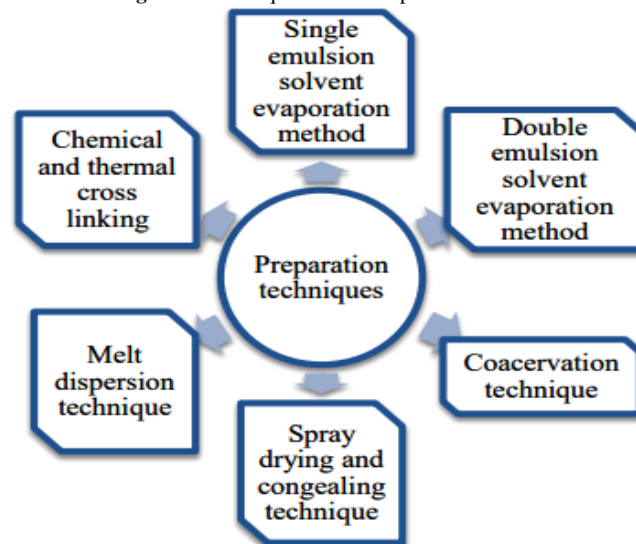 Single
emulsion
solvent
evaporation
method
Double
emulsion
solvent
evaporation
method
Chemical
and thermal
cross
linking
Preparation
techniques
Melt
dispersion
technique
Coacervation
technique
Spray
drying and
congealing
technique